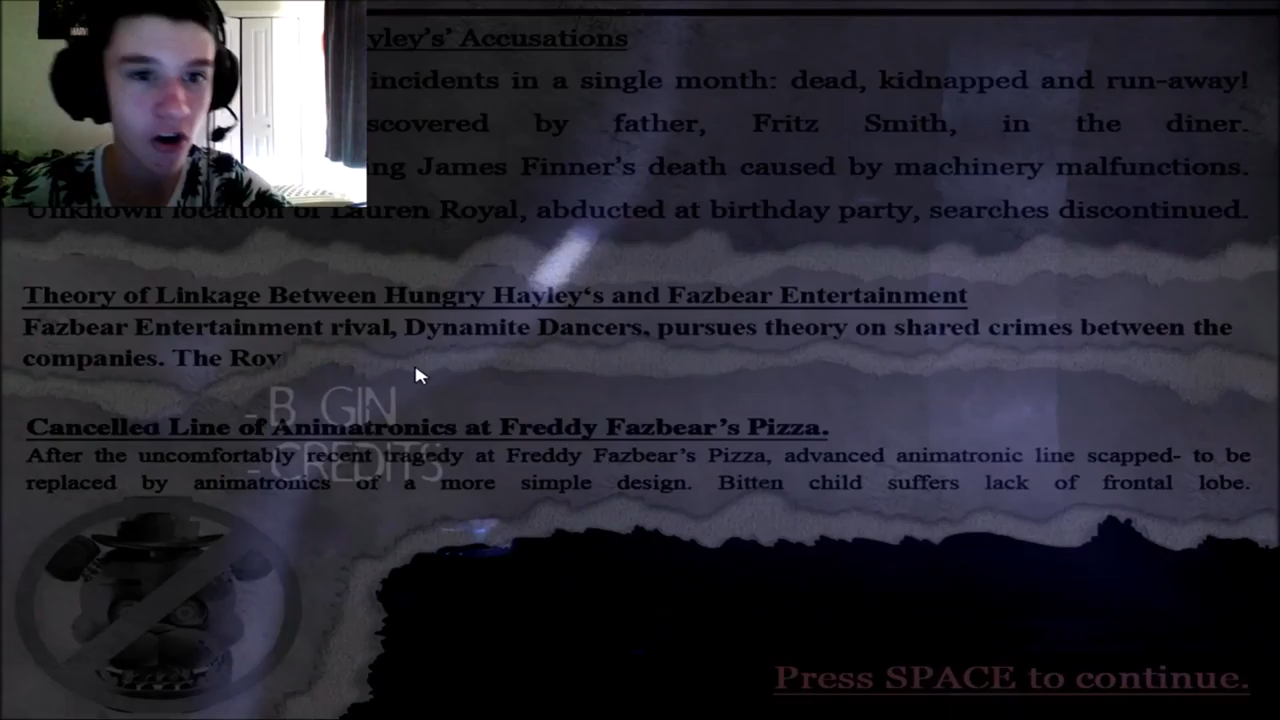 yley's' Accusations
incidents in a single month: dead, kidnapped and run-away!
scovered by father, Fritz Smith, in the diner.
ng James Finner's death caused by machinery malfunctions.
Unknown location of Lauren Royal, abducted at birthday party, searches discontinued.
Theory of Linkage Between Hungry Hayley's and Fazbear Entertainment
Fazbear Entertainment rival, Dynamite Dancers, pursues theory on shared crimes between the
companies. The Roy
-B GIN
Cancelled Line of Animatronics at Freddy Fazbear's Pizza.
After the uncomfortably recent tragedy at Freddy Fazbear's Pizza, advanced animatronic line scapped- to be
-CREDITS
replaced by animatronics of a more simple design. Bitten child suffers lack of frontal lobe.
Press SPACE to continue.